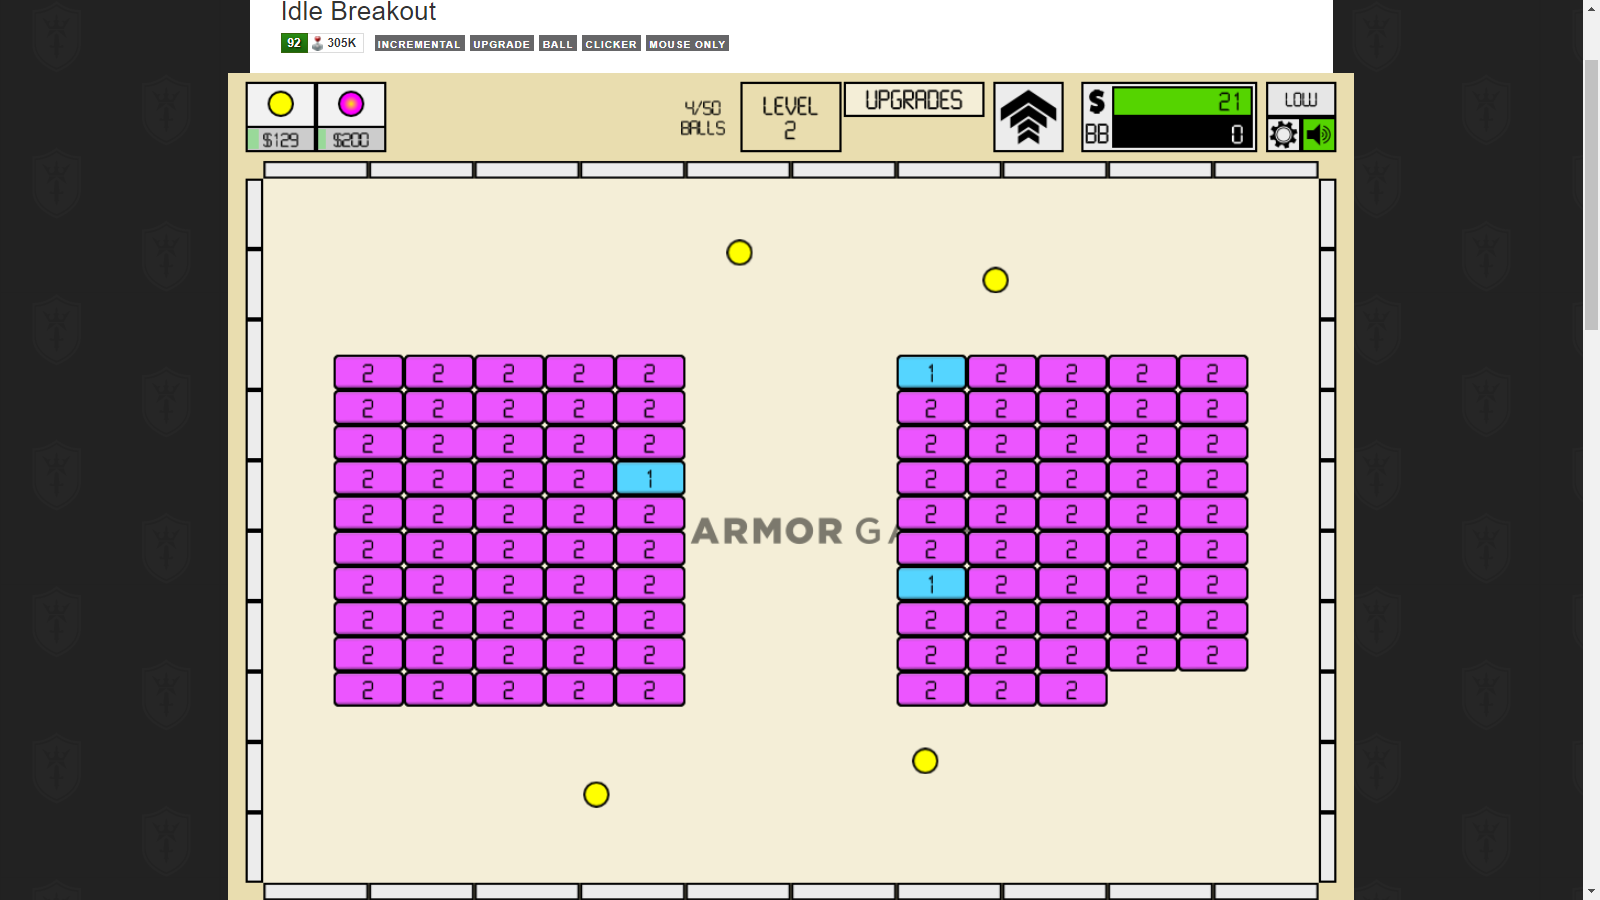 Idle Breakout
92 305K INCREMENTAL UPGRADE BALL CLICKER MOUSE ONLY
$129 $200
4/50
BALLS
LEVEL
2
UPGRADES
$ 21
BB 0
LOW
2 2 2 2 2 1 2 2 2 2
2 2 2 2 2 2 2 2 2 2
2 2 2 2 2 2 2 2 2 2
2 2 2 2 1 2 2 2 2 2
2 2 2 2 2 2 2 2 2 2
ARMOR GA
2 2 2 2 2 2 2 2 2 2
2 2 2 2 2 1 2 2 2 2
2 2 2 2 2 2 2 2 2 2
2 2 2 2 2 2 2 2 2 2
2 2 2 2 2 2 2 2